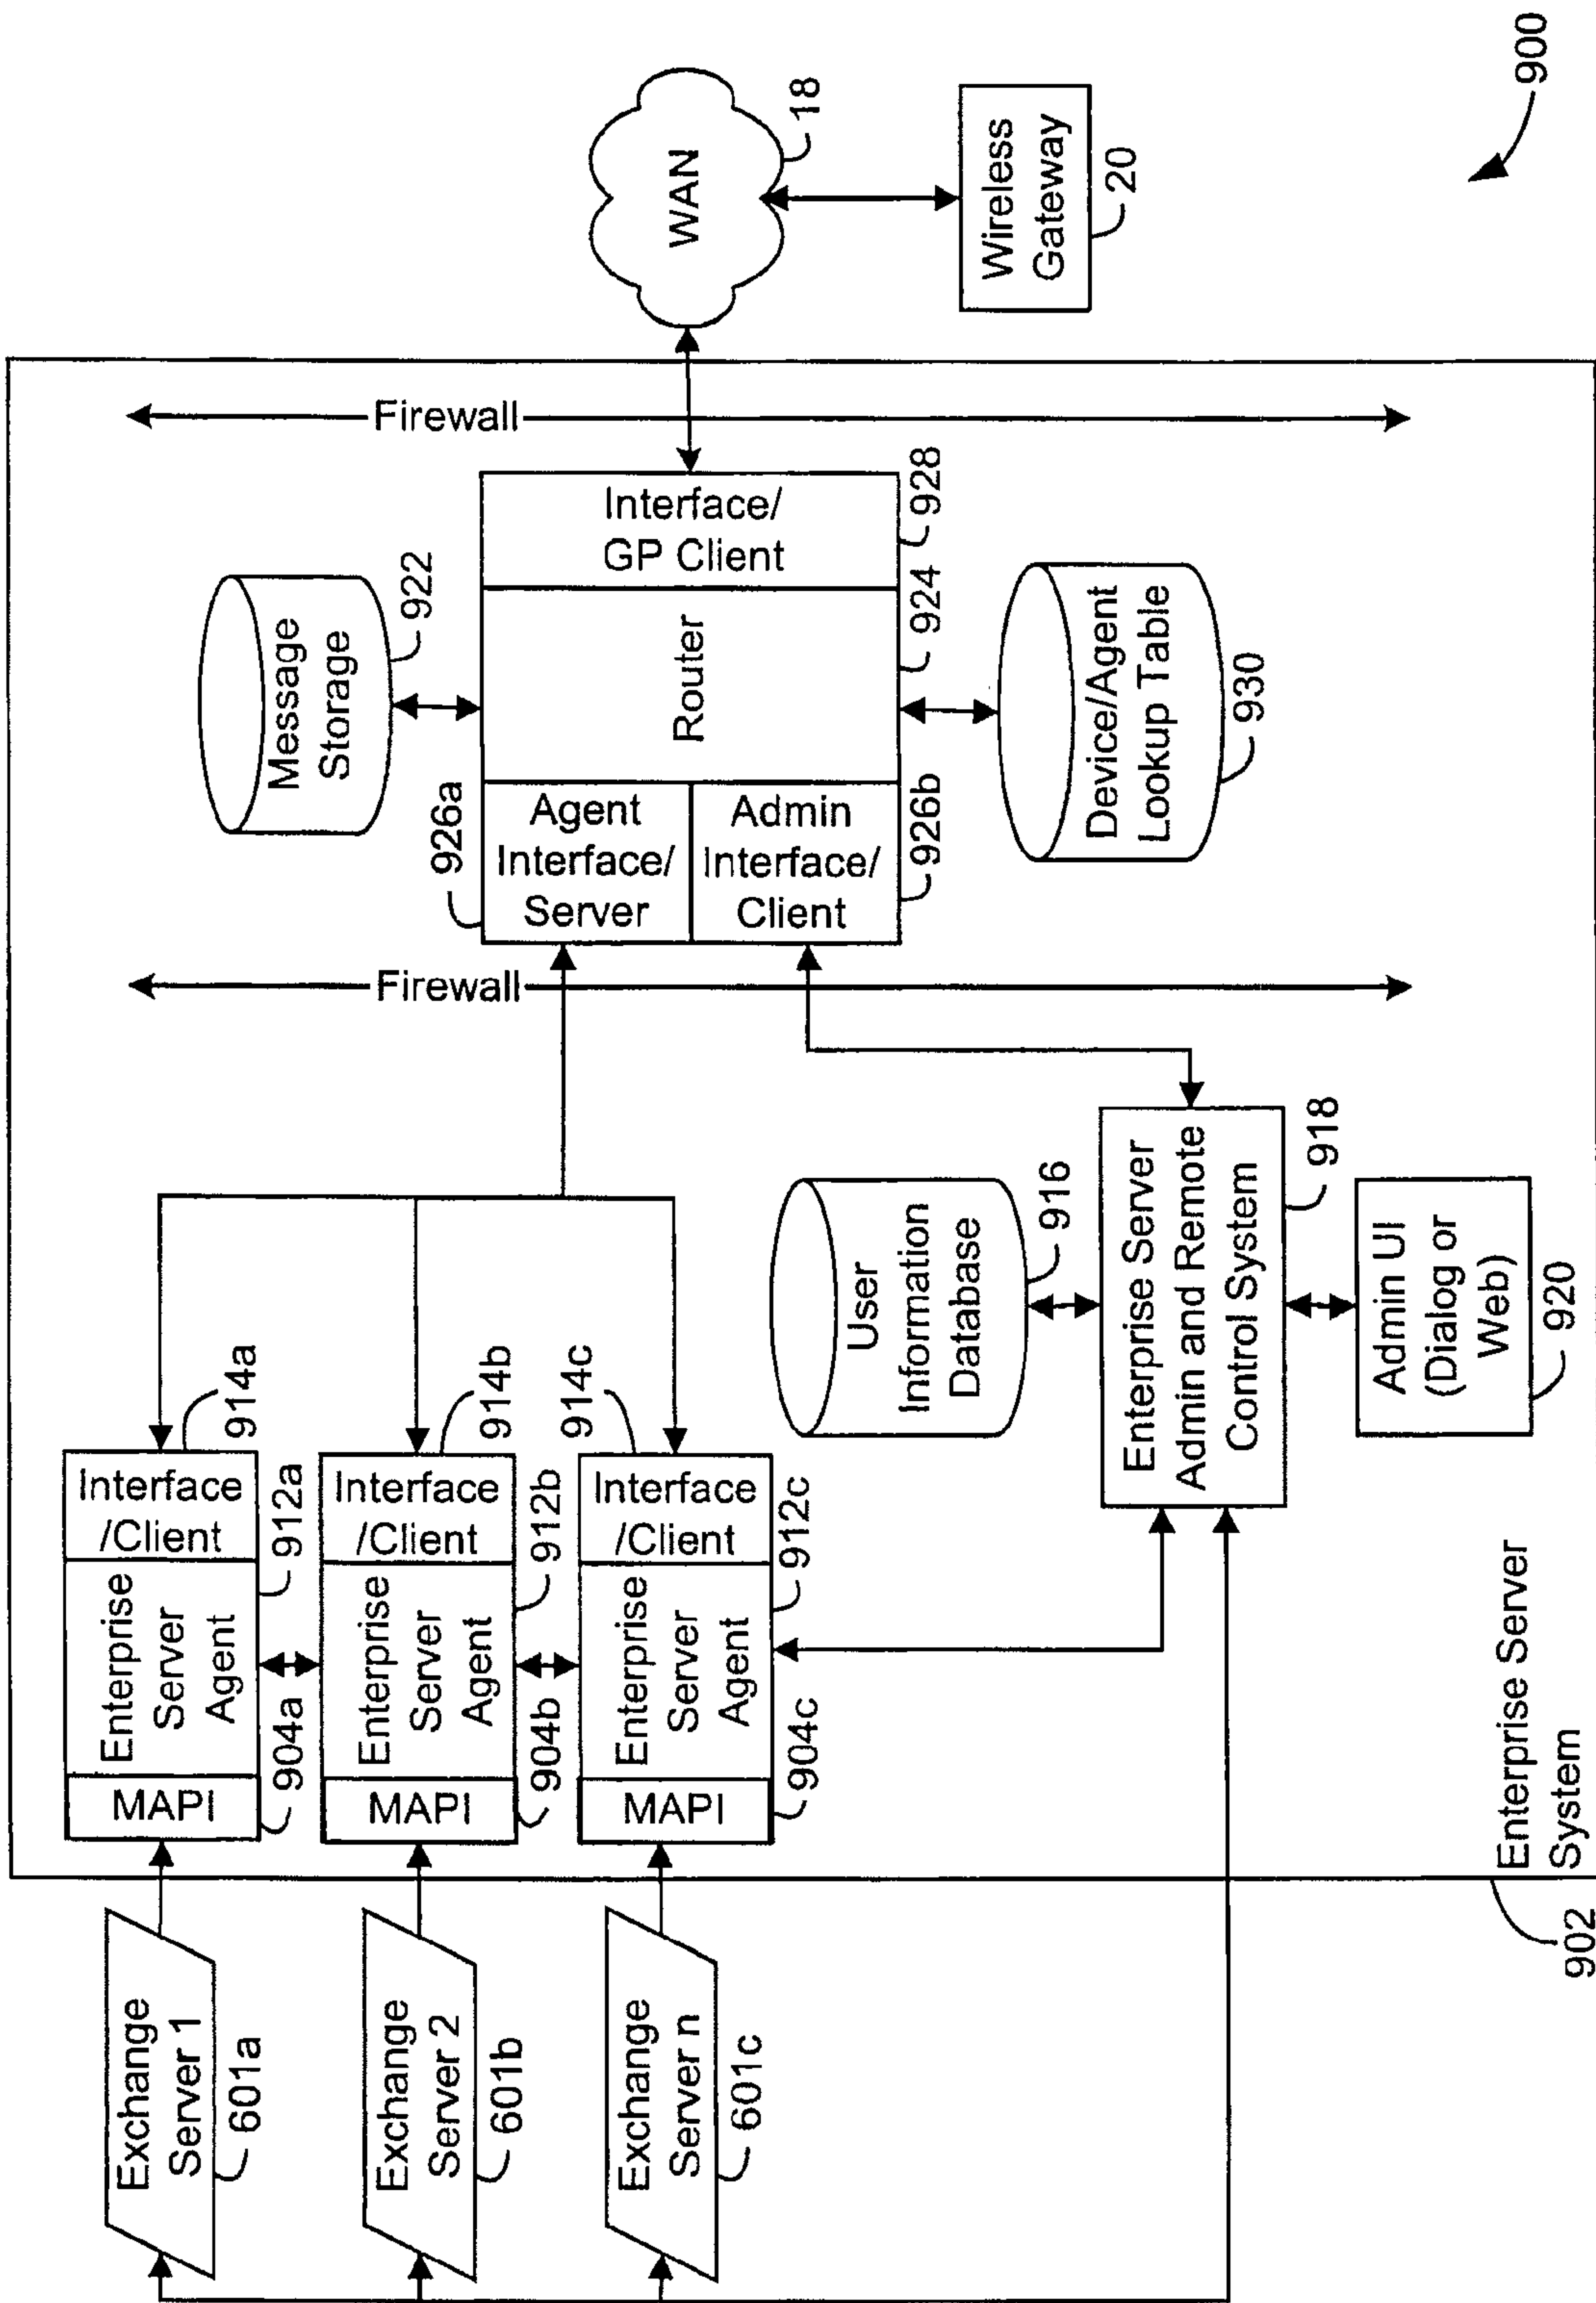 Exchange
Server 1
601a
Exchange
Server 2
601b
Exchange
Server n
601c
MAPI
904a
Enterprise
Server
Agent
912a
Interface
/Client
914a
MAPI
904b
Enterprise
Server
Agent
912b
Interface
/Client
914b
MAPI
904c
Enterprise
Server
Agent
912c
Interface
/Client
914c
User
Information
Database
916
Enterprise Server
Admin and Remote
Control System
918
Admin UI
(Dialog or
Web)
920
Enterprise Server
System
902
Firewall
Message
Storage
922
926a
Agent
Interface/
Server
Admin
Interface/
Client
926b
Router
924
Interface/
GP Client
928
Device/Agent
Lookup Table
930
Firewall
WAN
18
Wireless
Gateway
20
900